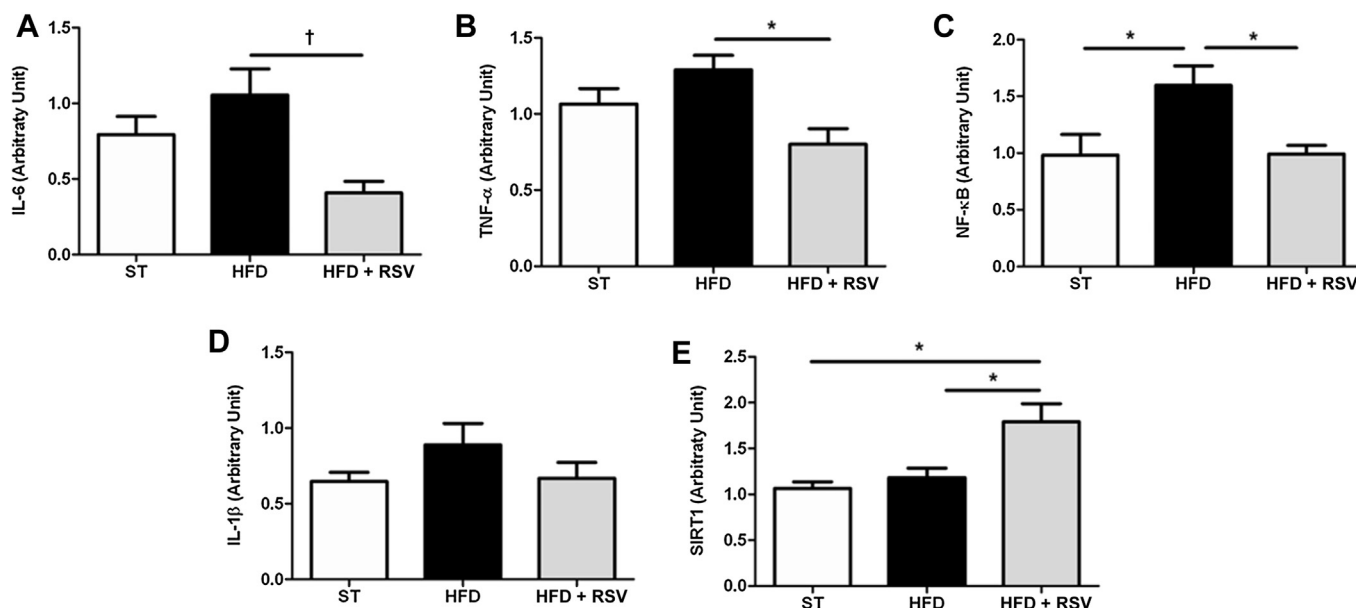 A
IL-6 (Arbitraty Unit)
1.5
1.0
0.5
0.0
†
ST
HFD
HFD + RSV
B
TNF-α (Arbitrary Unit)
1.5
1.0
0.5
0.0
*
ST
HFD
HFD + RSV
C
NF-κB (Arbitrary Unit)
2.0
1.5
1.0
0.5
0.0
*
*
ST
HFD
HFD + RSV
D
IL-1β (Arbitrary Unit)
1.5
1.0
0.5
0.0
ST
HFD
HFD + RSV
E
SIRT1 (Arbitraty Unit)
2.5
2.0
1.5
1.0
0.5
0.0
*
*
ST
HFD
HFD + RSV